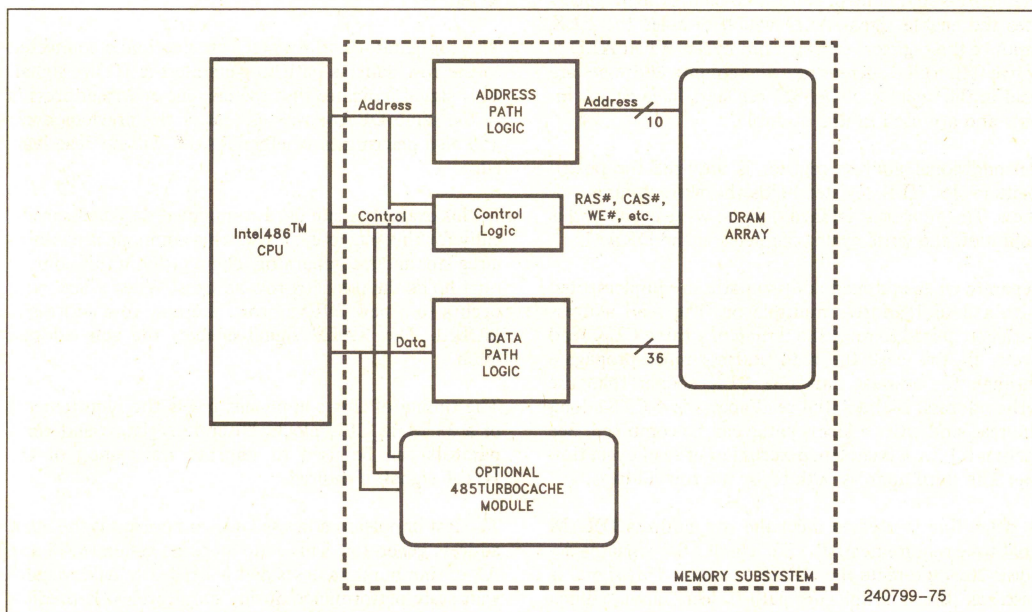 Intel486™
CPU
Address
Control
Data
ADDRESS
PATH
LOGIC
Address
10
Control
Logic
RAS#, CAS#,
WE#, etc.
DATA
PATH
LOGIC
36
DRAM
ARRAY
OPTIONAL
485TURBOCACHE
MODULE
MEMORY SUBSYSTEM
240799-75